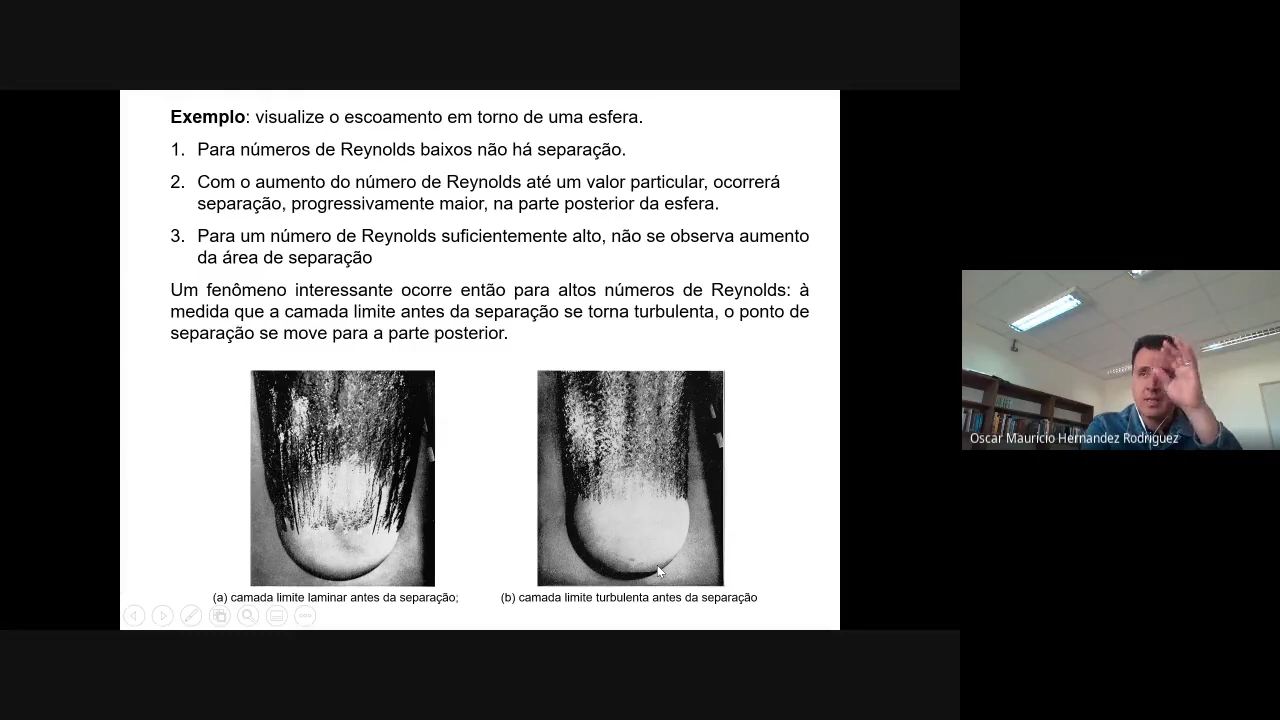 Exemplo: visualize o escoamento em torno de uma esfera.
1. Para números de Reynolds baixos não há separação.
2. Com o aumento do número de Reynolds até um valor particular, ocorrerá
separação, progressivamente maior, na parte posterior da esfera.
3. Para um número de Reynolds suficientemente alto, não se observa aumento
da área de separação
Um fenômeno interessante ocorre então para altos números de Reynolds: à
medida que a camada limite antes da separação se torna turbulenta, o ponto de
separação se move para a parte posterior.
(a) camada limite laminar antes da separação;
(b) camada limite turbulenta antes da separação
Oscar Mauricio Hernandez Rodriguez